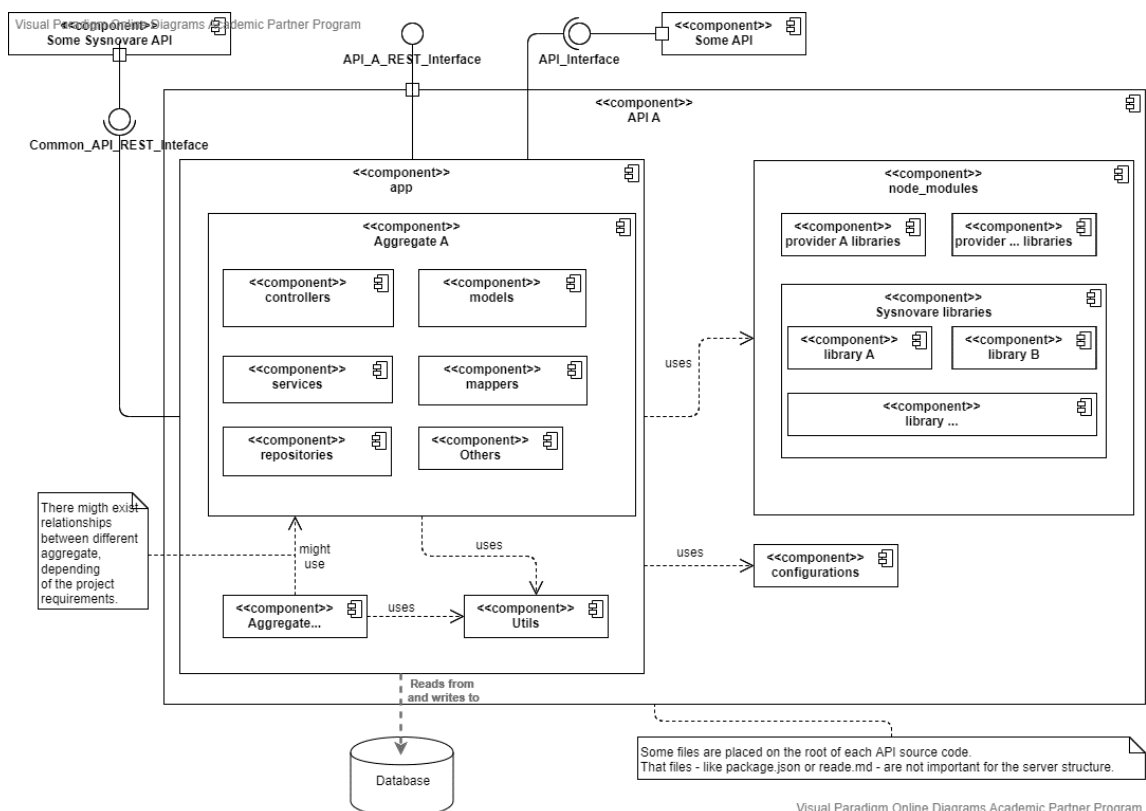 Visual Paradigm Online Diagrams Academic Partner Program
<<component>>
Some Sysnovare API
API_A_REST_Interface
API_Interface
<<component>>
Some API
Common_API_REST_Inteface
<<component>>
API A
<<component>>
app
<<component>>
Aggregate A
<<component>>
controllers
<<component>>
models
<<component>>
services
<<component>>
mappers
<<component>>
repositories
<<component>>
Others
<<component>>
node_modules
<<component>>
provider A libraries
<<component>>
provider ... libraries
<<component>>
Sysnovare libraries
<<component>>
library A
<<component>>
library B
<<component>>
library ...
uses
There migth exist
relationships
between different
aggregate,
depending
of the project
requirements.
might
use
uses
uses
<<component>>
configurations
<<component>>
Aggregate...
uses
<<component>>
Utils
Reads from
and writes to
Database
Some files are placed on the root of each API source code.
That files - like package.json or reade.md - are not important for the server structure.
Visual Paradigm Online Diagrams Academic Partner Program